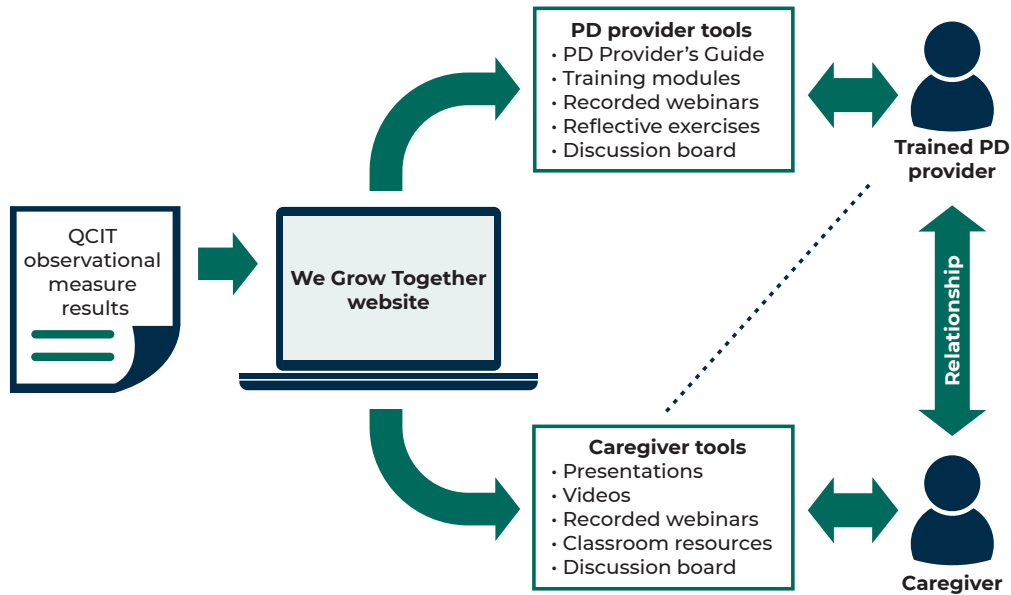 QCIT
observational
measure
results
We Grow Together
website
PD provider tools
· PD Provider’s Guide
· Training modules
· Recorded webinars
· Reflective exercises
· Discussion board
Trained PD
provider
Relationship
Caregiver tools
· Presentations
· Videos
· Recorded webinars
· Classroom resources
· Discussion board
Caregiver